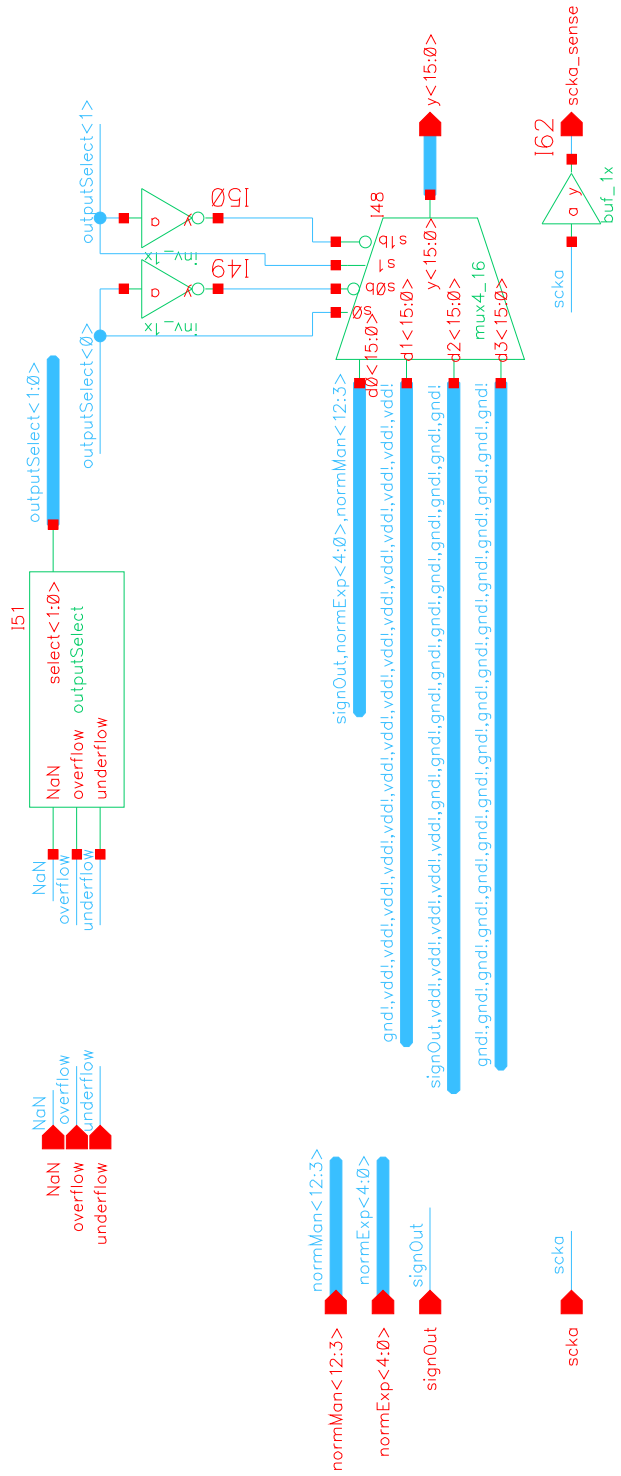 I51
NaN
overflow
underflow
NaN
overflow
underflow
NaN
overflow
underflow
NaN
overflow
underflow
select<1:0>
outputSelect
outputSelect<1:0>
outputSelect<0>
outputSelect<1>
a
y
inv_1x
I49
a
y
inv_1x
I50
normMan<12:3>
normMan<12:3>
normExp<4:0>
normExp<4:0>
signOut
signOut
signOut,normExp<4:0>,normMan<12:3>
gnd!,vdd!,vdd!,vdd!,vdd!,vdd!,vdd!,vdd!,vdd!,vdd!,vdd!,vdd!,vdd!,vdd!,vdd!,vdd!
signOut,vdd!,vdd!,vdd!,vdd!,vdd!,gnd!,gnd!,gnd!,gnd!,gnd!,gnd!,gnd!,gnd!,gnd!,gnd!
gnd!,gnd!,gnd!,gnd!,gnd!,gnd!,gnd!,gnd!,gnd!,gnd!,gnd!,gnd!,gnd!,gnd!,gnd!,gnd!
s0
s0b
s1
s1b
I48
d0<15:0>
d1<15:0>
d2<15:0>
d3<15:0>
y<15:0>
mux4_16
y<15:0>
scka
scka
scka
a
y
buf_1x
I62
scka_sense